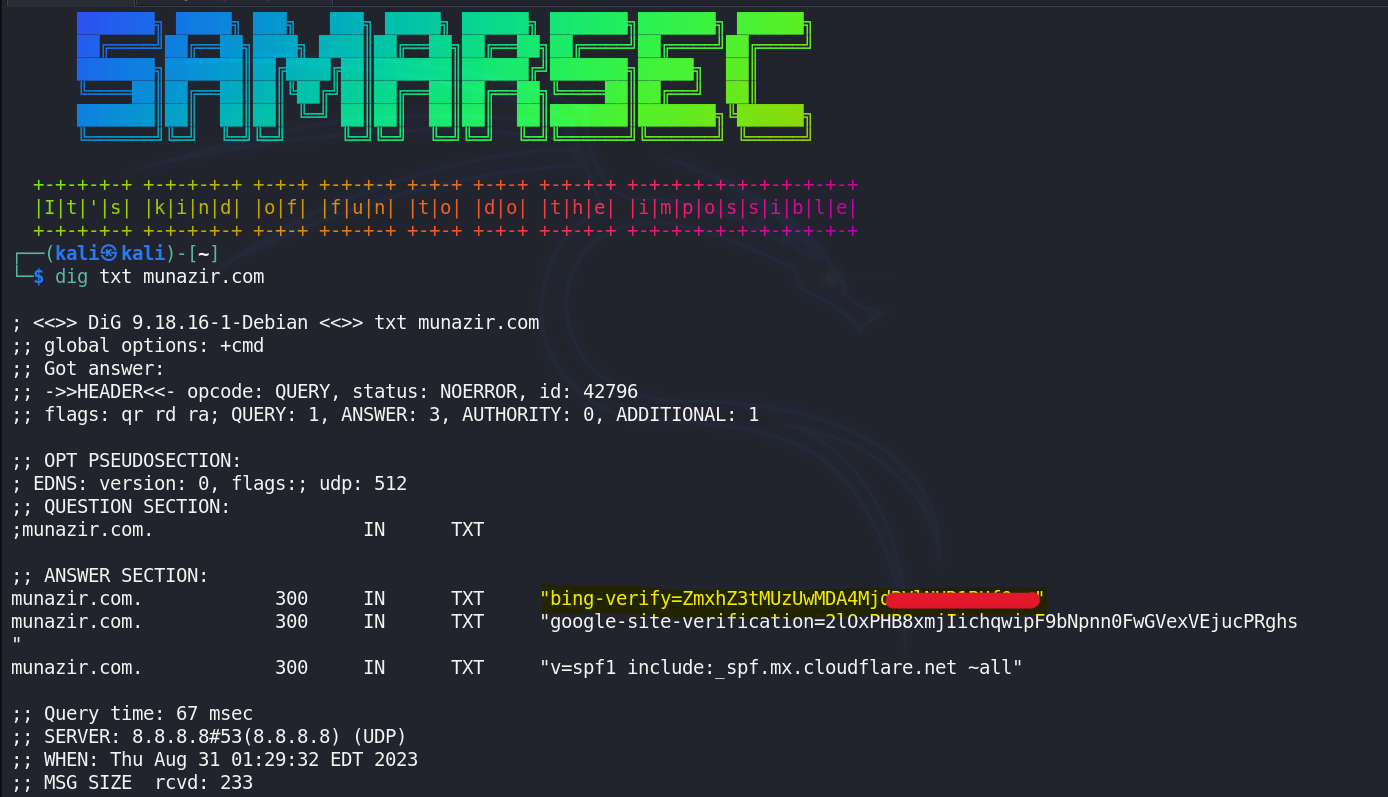 SAMARSEC
+-+-+-+-+ +-+-+-+-+ +-+-+ +-+-+-+ +-+-+ +-+-+ +-+-+-+ +-+-+-+-+-+-+-+-+-+-+
|I|t|'|s| |k|i|n|d| |o|f| |f|u|n| |t|o| |d|o| |t|h|e| |i|m|p|o|s|s|i|b|l|e|
+-+-+-+-+ +-+-+-+-+ +-+-+ +-+-+-+ +-+-+ +-+-+ +-+-+-+ +-+-+-+-+-+-+-+-+-+-+
┌──(kali㉿kali)-[~]
└─$ dig txt munazir.com
; <<>> DiG 9.18.16-1-Debian <<>> txt munazir.com
;; global options: +cmd
;; Got answer:
;; ->>HEADER<<- opcode: QUERY, status: NOERROR, id: 42796
;; flags: qr rd ra; QUERY: 1, ANSWER: 3, AUTHORITY: 0, ADDITIONAL: 1
;; OPT PSEUDOSECTION:
; EDNS: version: 0, flags:; udp: 512
;; QUESTION SECTION:
;munazir.com. IN TXT
;; ANSWER SECTION:
munazir.com. 300 IN TXT "bing-verify=ZmxhZ3tMUzUwMDA4Mjd
munazir.com. 300 IN TXT "google-site-verification=2lOxPHB8xmjIichqwipF9bNpnn0FwGVexVEjucPRghs
"
munazir.com. 300 IN TXT "v=spf1 include:_spf.mx.cloudflare.net ~all"
;; Query time: 67 msec
;; SERVER: 8.8.8.8#53(8.8.8.8) (UDP)
;; WHEN: Thu Aug 31 01:29:32 EDT 2023
;; MSG SIZE rcvd: 233